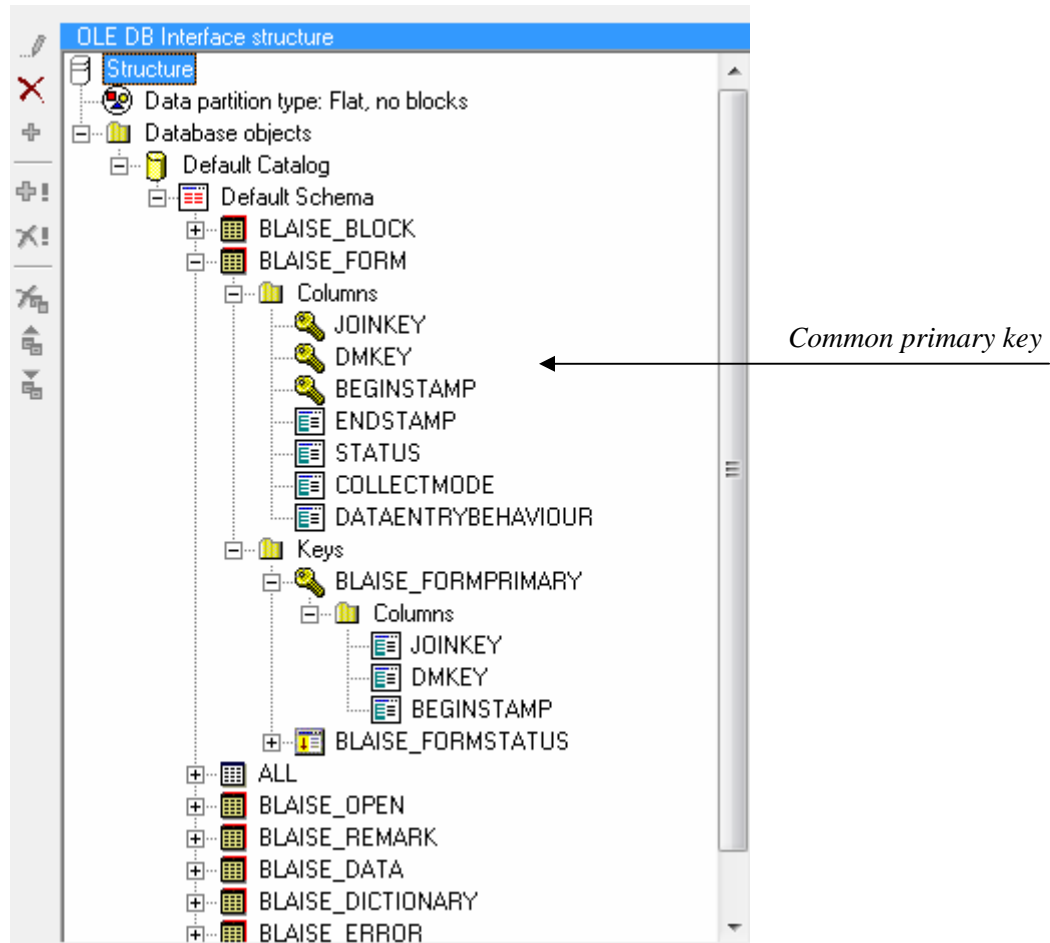 OLE DB Interface structure
Structure
Data partition type: Flat, no blocks
Database objects
Default Catalog
Default Schema
BLAISE_BLOCK
BLAISE_FORM
Columns
JOINKEY
DMKEY
BEGINSTAMP
ENDSTAMP
STATUS
COLLECTMODE
DATAENTRYBEHAVIOUR
Keys
BLAISE_FORMPRIMARY
Columns
JOINKEY
DMKEY
BEGINSTAMP
BLAISE_FORMSTATUS
ALL
BLAISE_OPEN
BLAISE_REMARK
BLAISE_DATA
BLAISE_DICTIONARY
BLAISE_ERROR
Common primary key